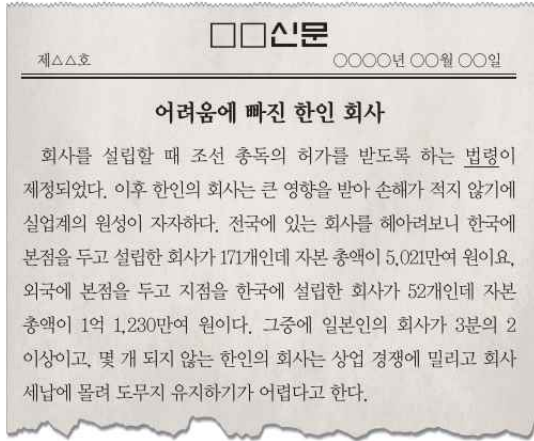 □□신문
제△△호 ○○○○년 ○○월 ○○일
어려움에 빠진 한인 회사
회사를 설립할 때 조선 총독의 허가를 받도록 하는 법령이
제정되었다. 이후 한인의 회사는 큰 영향을 받아 손해가 적지 않기에
실업계의 원성이 자자하다. 전국에 있는 회사를 헤아려보니 한국에
본점을 두고 설립한 회사가 171개인데 자본 총액이 5,021만여 원이요,
외국에 본점을 두고 지점을 한국에 설립한 회사가 52개인데 자본
총액이 1억 1,230만여 원이다. 그중에 일본인의 회사가 3분의 2
이상이고, 몇 개 되지 않는 한인의 회사는 상업 경쟁에 밀리고 회사
세납에 몰려 도무지 유지하기가 어렵다고 한다.